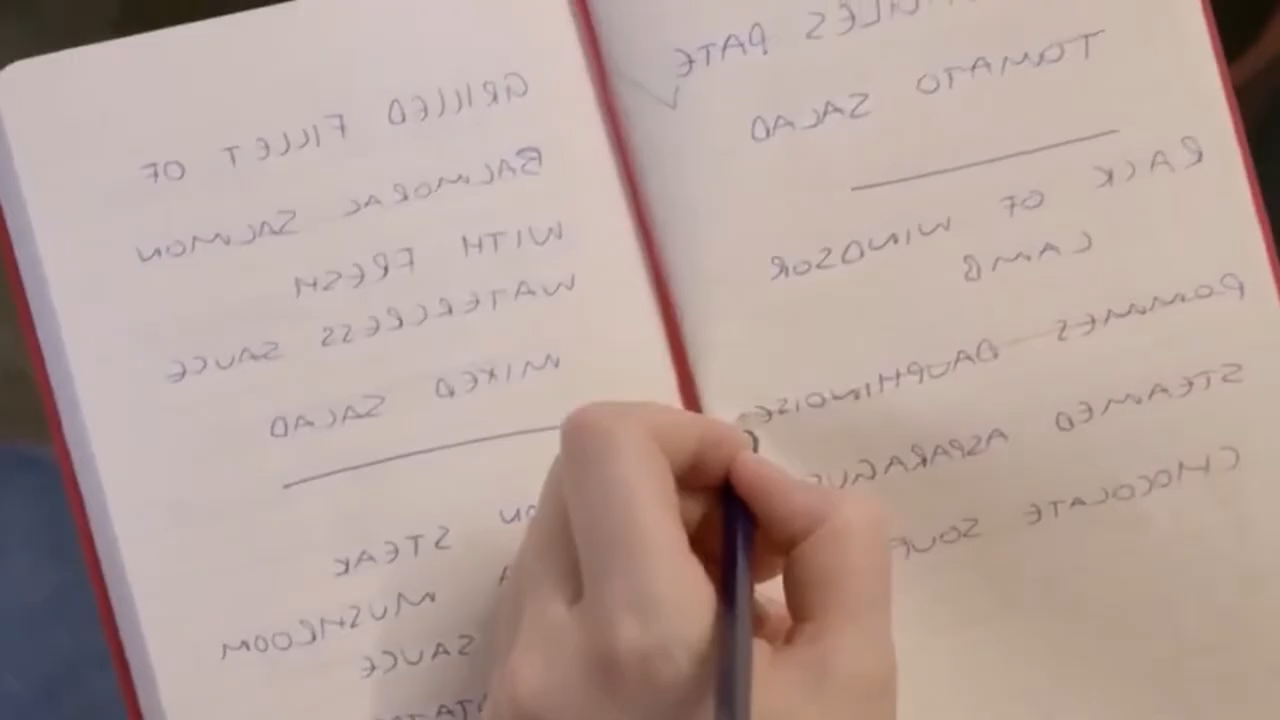 PATE
TOMATO SALAD
RACK OF WINDSOR
LAMB
POMMES DAUPHINOISE
STEAMED ASPARAGUS
CHOCOLATE
GRILLED FILLET OF
BALMORAL SALMON
WITH FRESH
WATERCRESS SAUCE
MIXED SALAD
STEAK
MUSHROOM
SAUCE